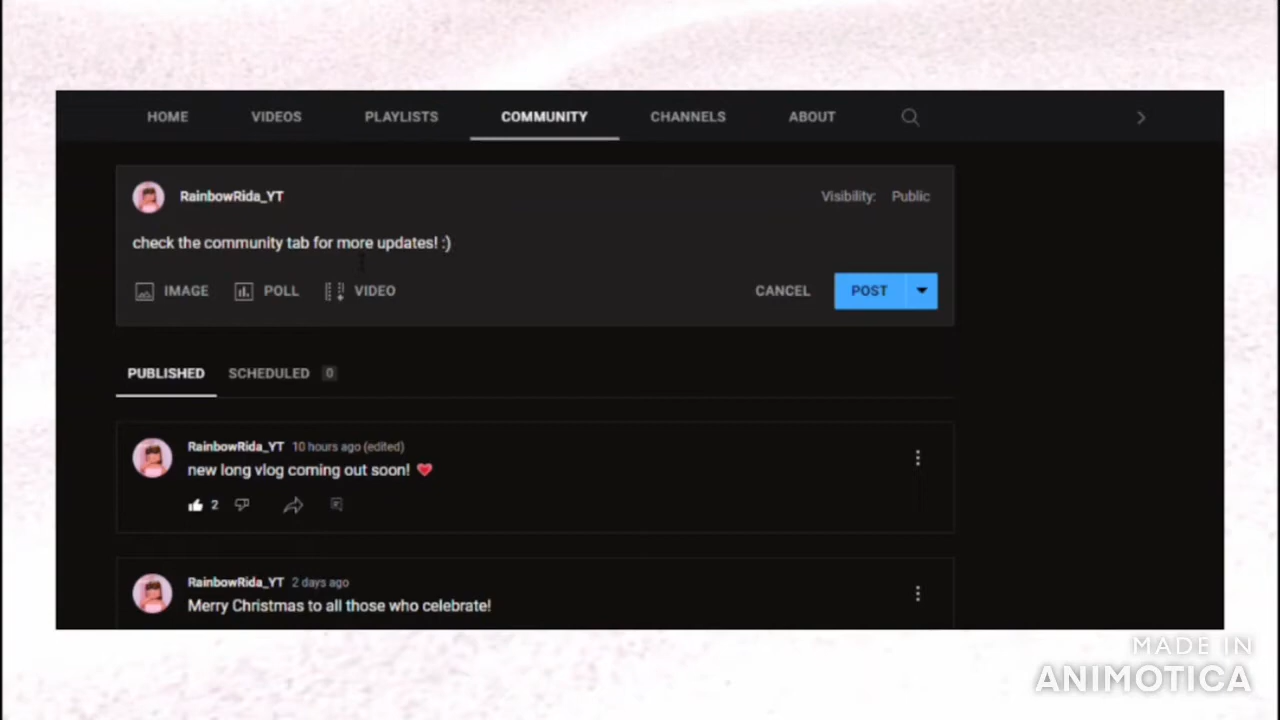 HOME VIDEOS PLAYLISTS COMMUNITY CHANNELS ABOUT
RainbowRida_YT Visibility: Public
check the community tab for more updates! :)
IMAGE POLL VIDEO CANCEL POST
PUBLISHED SCHEDULED 0
RainbowRida_YT 10 hours ago (edited)
new long vlog coming out soon! ❤️
2
RainbowRida_YT 2 days ago
Merry Christmas to all those who celebrate!
MADE IN
ANIMOTICA